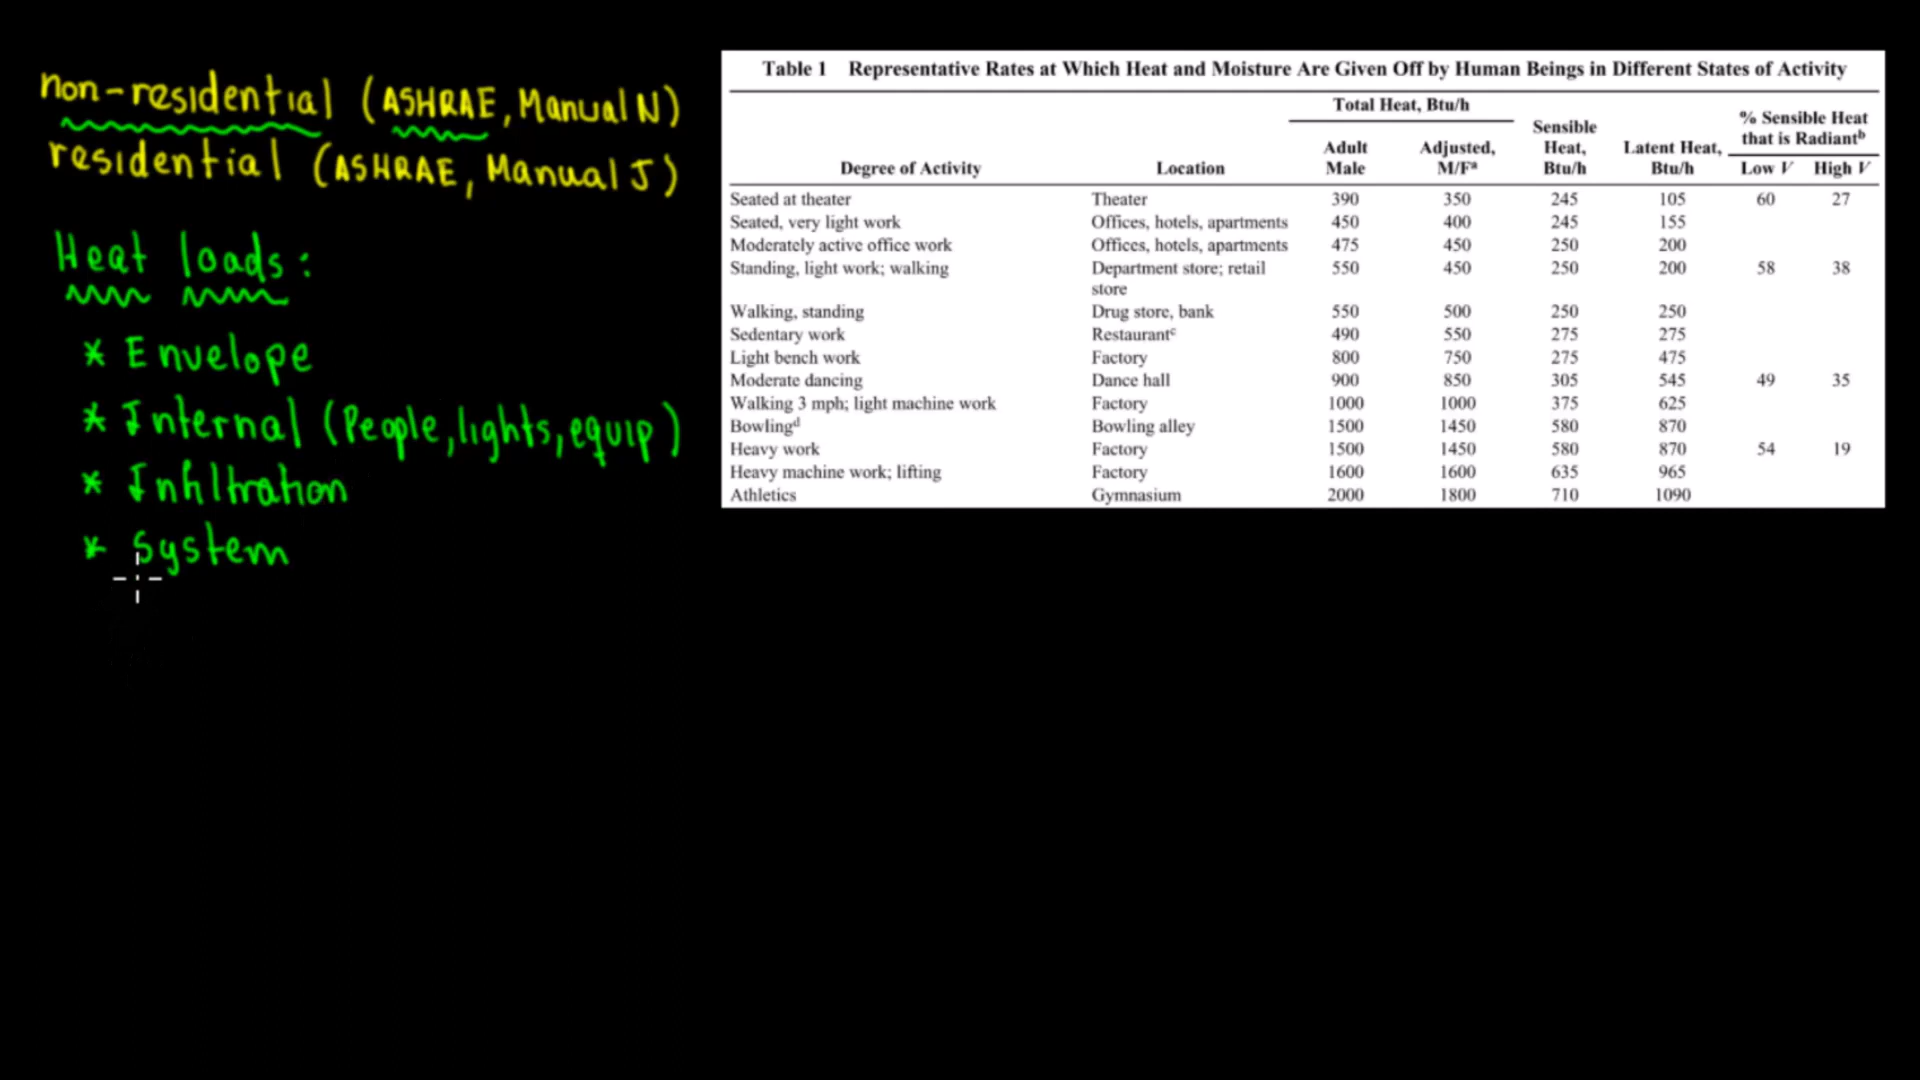 non-residential (ASHRAE, Manual N)
residential (ASHRAE, Manual J)
Heat loads:
* Envelope
* Internal (People, lights, equip)
* Infiltration
* System
Table 1 Representative Rates at Which Heat and Moisture Are Given Off by Human Beings in Different States of Activity
Total Heat, Btu/h
% Sensible Heat that is Radiantᵇ
Degree of Activity Location Adult Male Adjusted, M/Fᵃ Sensible Heat, Btu/h Latent Heat, Btu/h Low V High V
Seated at theater Theater 390 350 245 105 60 27
Seated, very light work Offices, hotels, apartments 450 400 245 155
Moderately active office work Offices, hotels, apartments 475 450 250 200
Standing, light work; walking Department store; retail store 550 450 250 200 58 38
Walking, standing Drug store, bank 550 500 250 250
Sedentary work Restaurantᶜ 490 550 275 275
Light bench work Factory 800 750 275 475
Moderate dancing Dance hall 900 850 305 545 49 35
Walking 3 mph; light machine work Factory 1000 1000 375 625
Bowlingᵈ Bowling alley 1500 1450 580 870
Heavy work Factory 1500 1450 580 870 54 19
Heavy machine work; lifting Factory 1600 1600 635 965
Athletics Gymnasium 2000 1800 710 1090